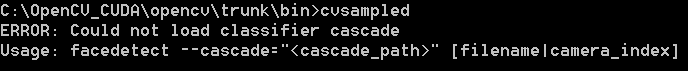 C:\OpenCV_CUDA\opencv\trunk\bin>cvsampled
ERROR: Could not load classifier cascade
Usage: facedetect --cascade="<cascade_path>" [filename|camera_index]